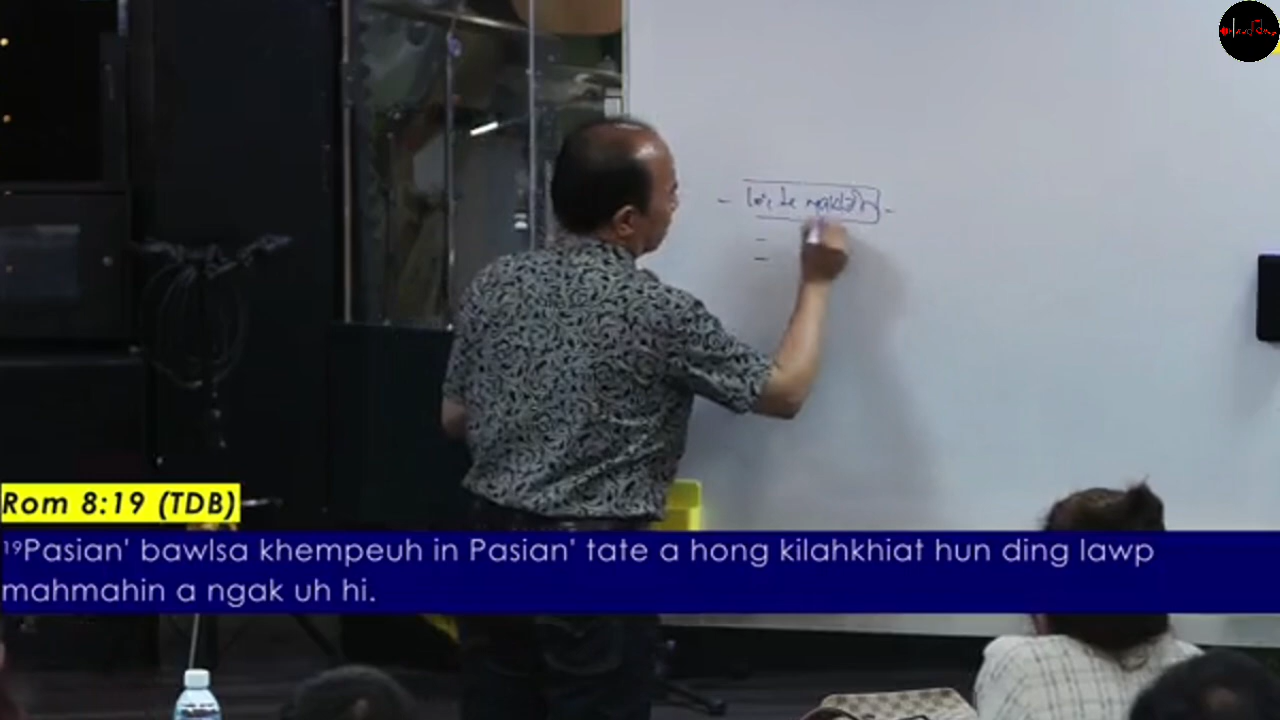 Rom 8:19 (TDB)
¹⁹Pasian' bawlsa khempeuh in Pasian' tate a hong kilahkhiat hun ding lawp
mahmahin a ngak uh hi.